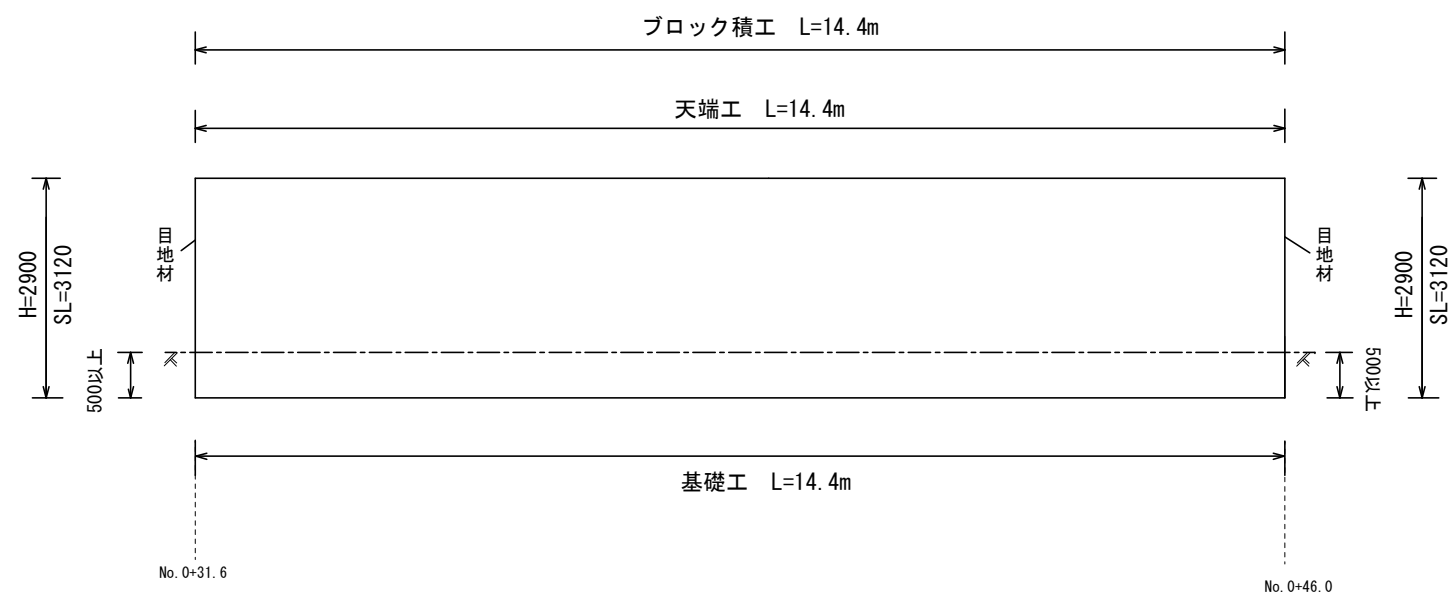 ブロック積工　L=14.4m
天端工　L=14.4m
目地材
目地材
H=2900
SL=3120
H=2900
SL=3120
500以上
500以上
基礎工　L=14.4m
No.0+31.6
No.0+46.0